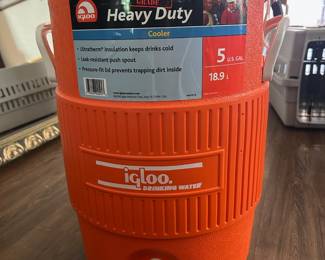 igloo
GRADE
Heavy Duty
Cooler
• Ultratherm® insulation keeps drinks cold
• Leak-resistant push spout
• Pressure-fit lid prevents trapping dirt inside
5 U.S. GAL
18.9 L
igloo.
DRINKING WATER